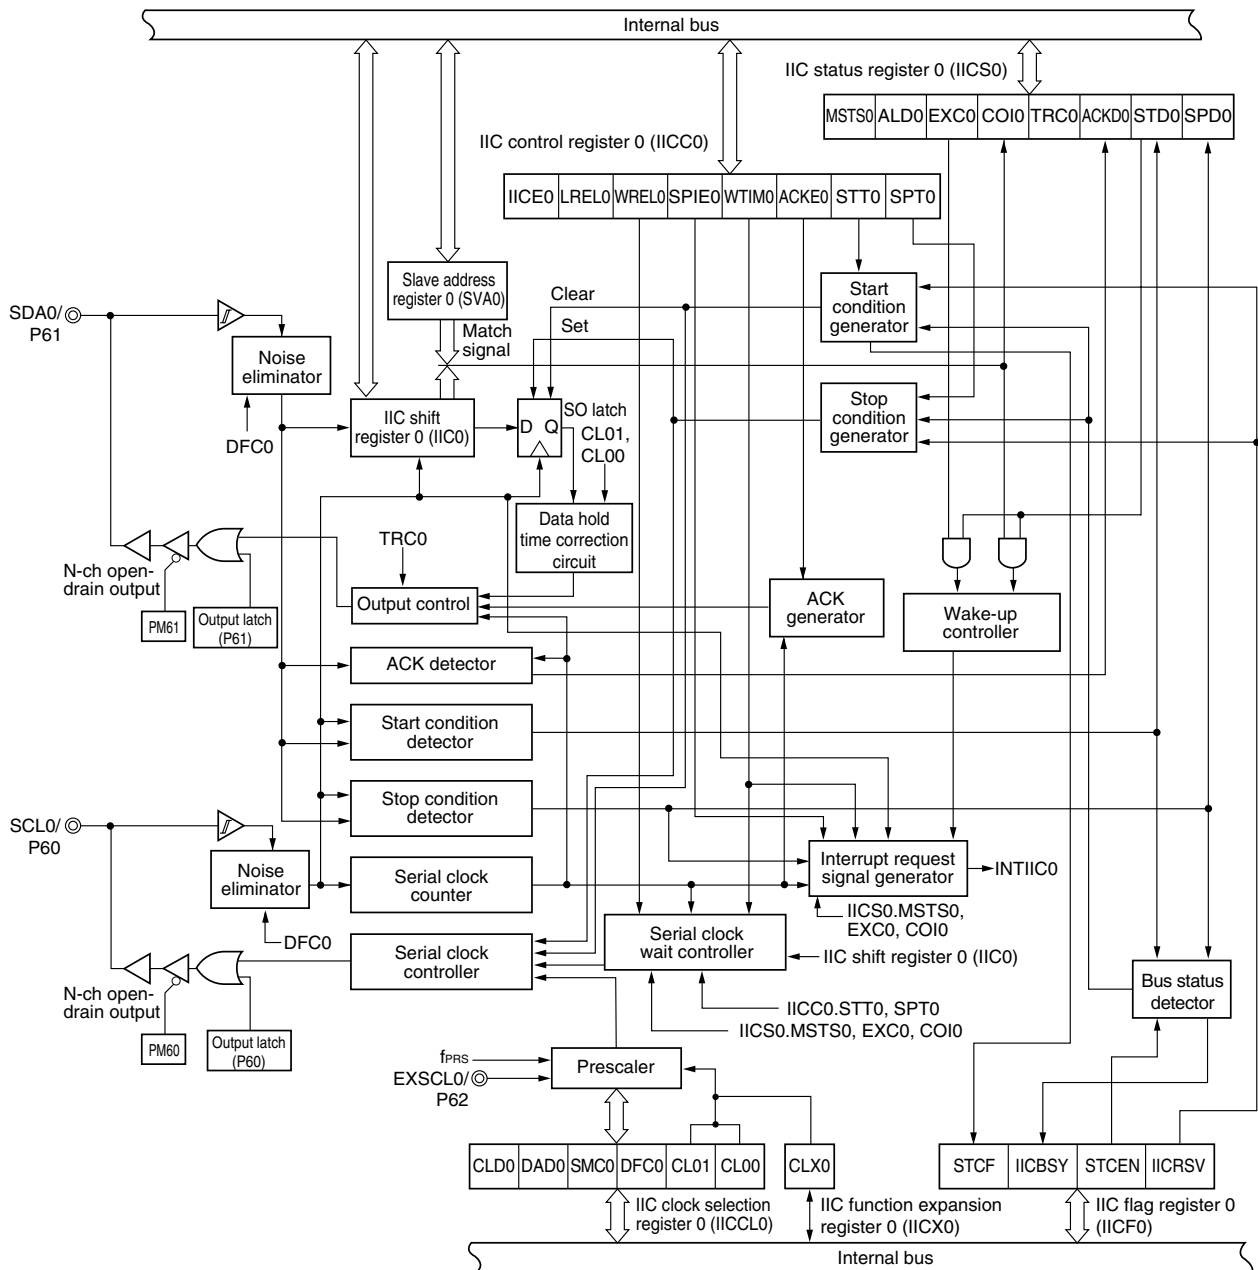 Internal bus
IIC status register 0 (IICS0)
MSTS0 ALD0 EXC0 COI0 TRC0 ACKD0 STD0 SPD0
IIC control register 0 (IICC0)
IICE0 LREL0 WREL0 SPIE0 WTIM0 ACKE0 STT0 SPT0
Slave address
register 0 (SVA0)
Clear
Set
Match
signal
Start
condition
generator
SDA0/
P61
Noise
eliminator
DFC0
IIC shift
register 0 (IIC0)
D Q
SO latch
CL01,
CL00
Stop
condition
generator
Data hold
time correction
circuit
TRC0
N-ch open-
drain output
PM61
Output latch
(P61)
Output control
ACK
generator
Wake-up
controller
ACK detector
Start condition
detector
Stop condition
detector
SCL0/
P60
Noise
eliminator
DFC0
Serial clock
counter
Interrupt request
signal generator
INTIIC0
IICS0.MSTS0,
EXC0, COI0
Serial clock
controller
Serial clock
wait controller
IIC shift register 0 (IIC0)
Bus status
detector
N-ch open-
drain output
PM60
Output latch
(P60)
IICC0.STT0, SPT0
IICS0.MSTS0, EXC0, COI0
fPRS
EXSCL0/
P62
Prescaler
CLD0 DAD0 SMC0 DFC0 CL01 CL00
CLX0
STCF IICBSY STCEN IICRSV
IIC clock selection
register 0 (IICCL0)
IIC function expansion
register 0 (IICX0)
IIC flag register 0
(IICF0)
Internal bus